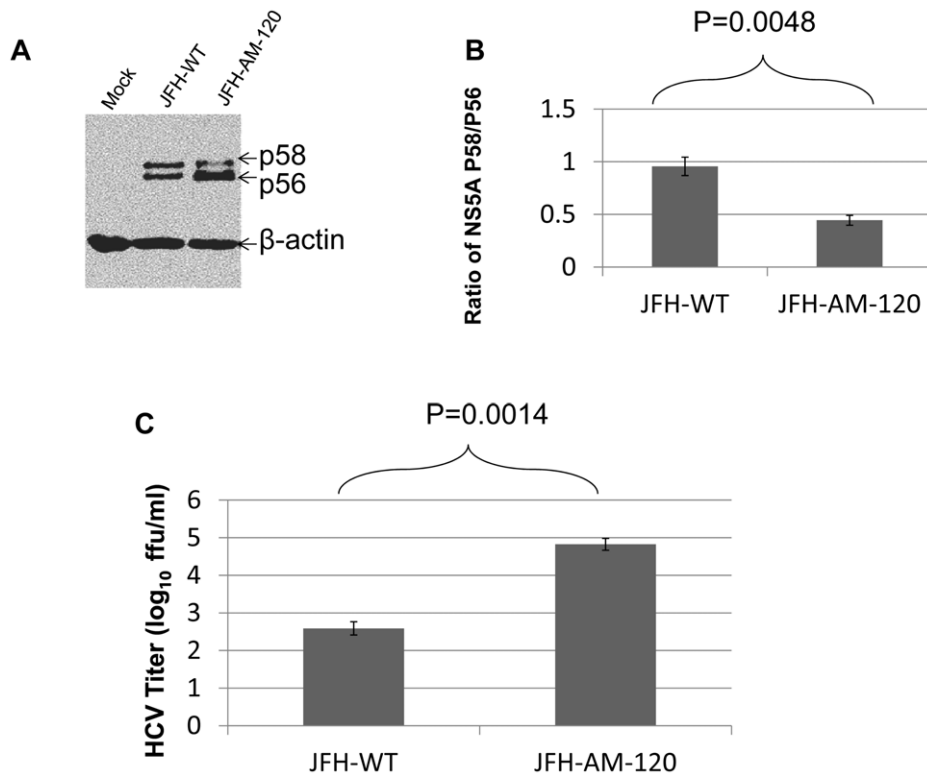 A
Mock
JFH-WT
JFH-AM-120
p58
p56
β-actin
B
P=0.0048
Ratio of NS5A P58/P56
1.5
1
0.5
0
JFH-WT
JFH-AM-120
C
P=0.0014
HCV Titer (log₁₀ ffu/ml)
6
5
4
3
2
1
0
JFH-WT
JFH-AM-120